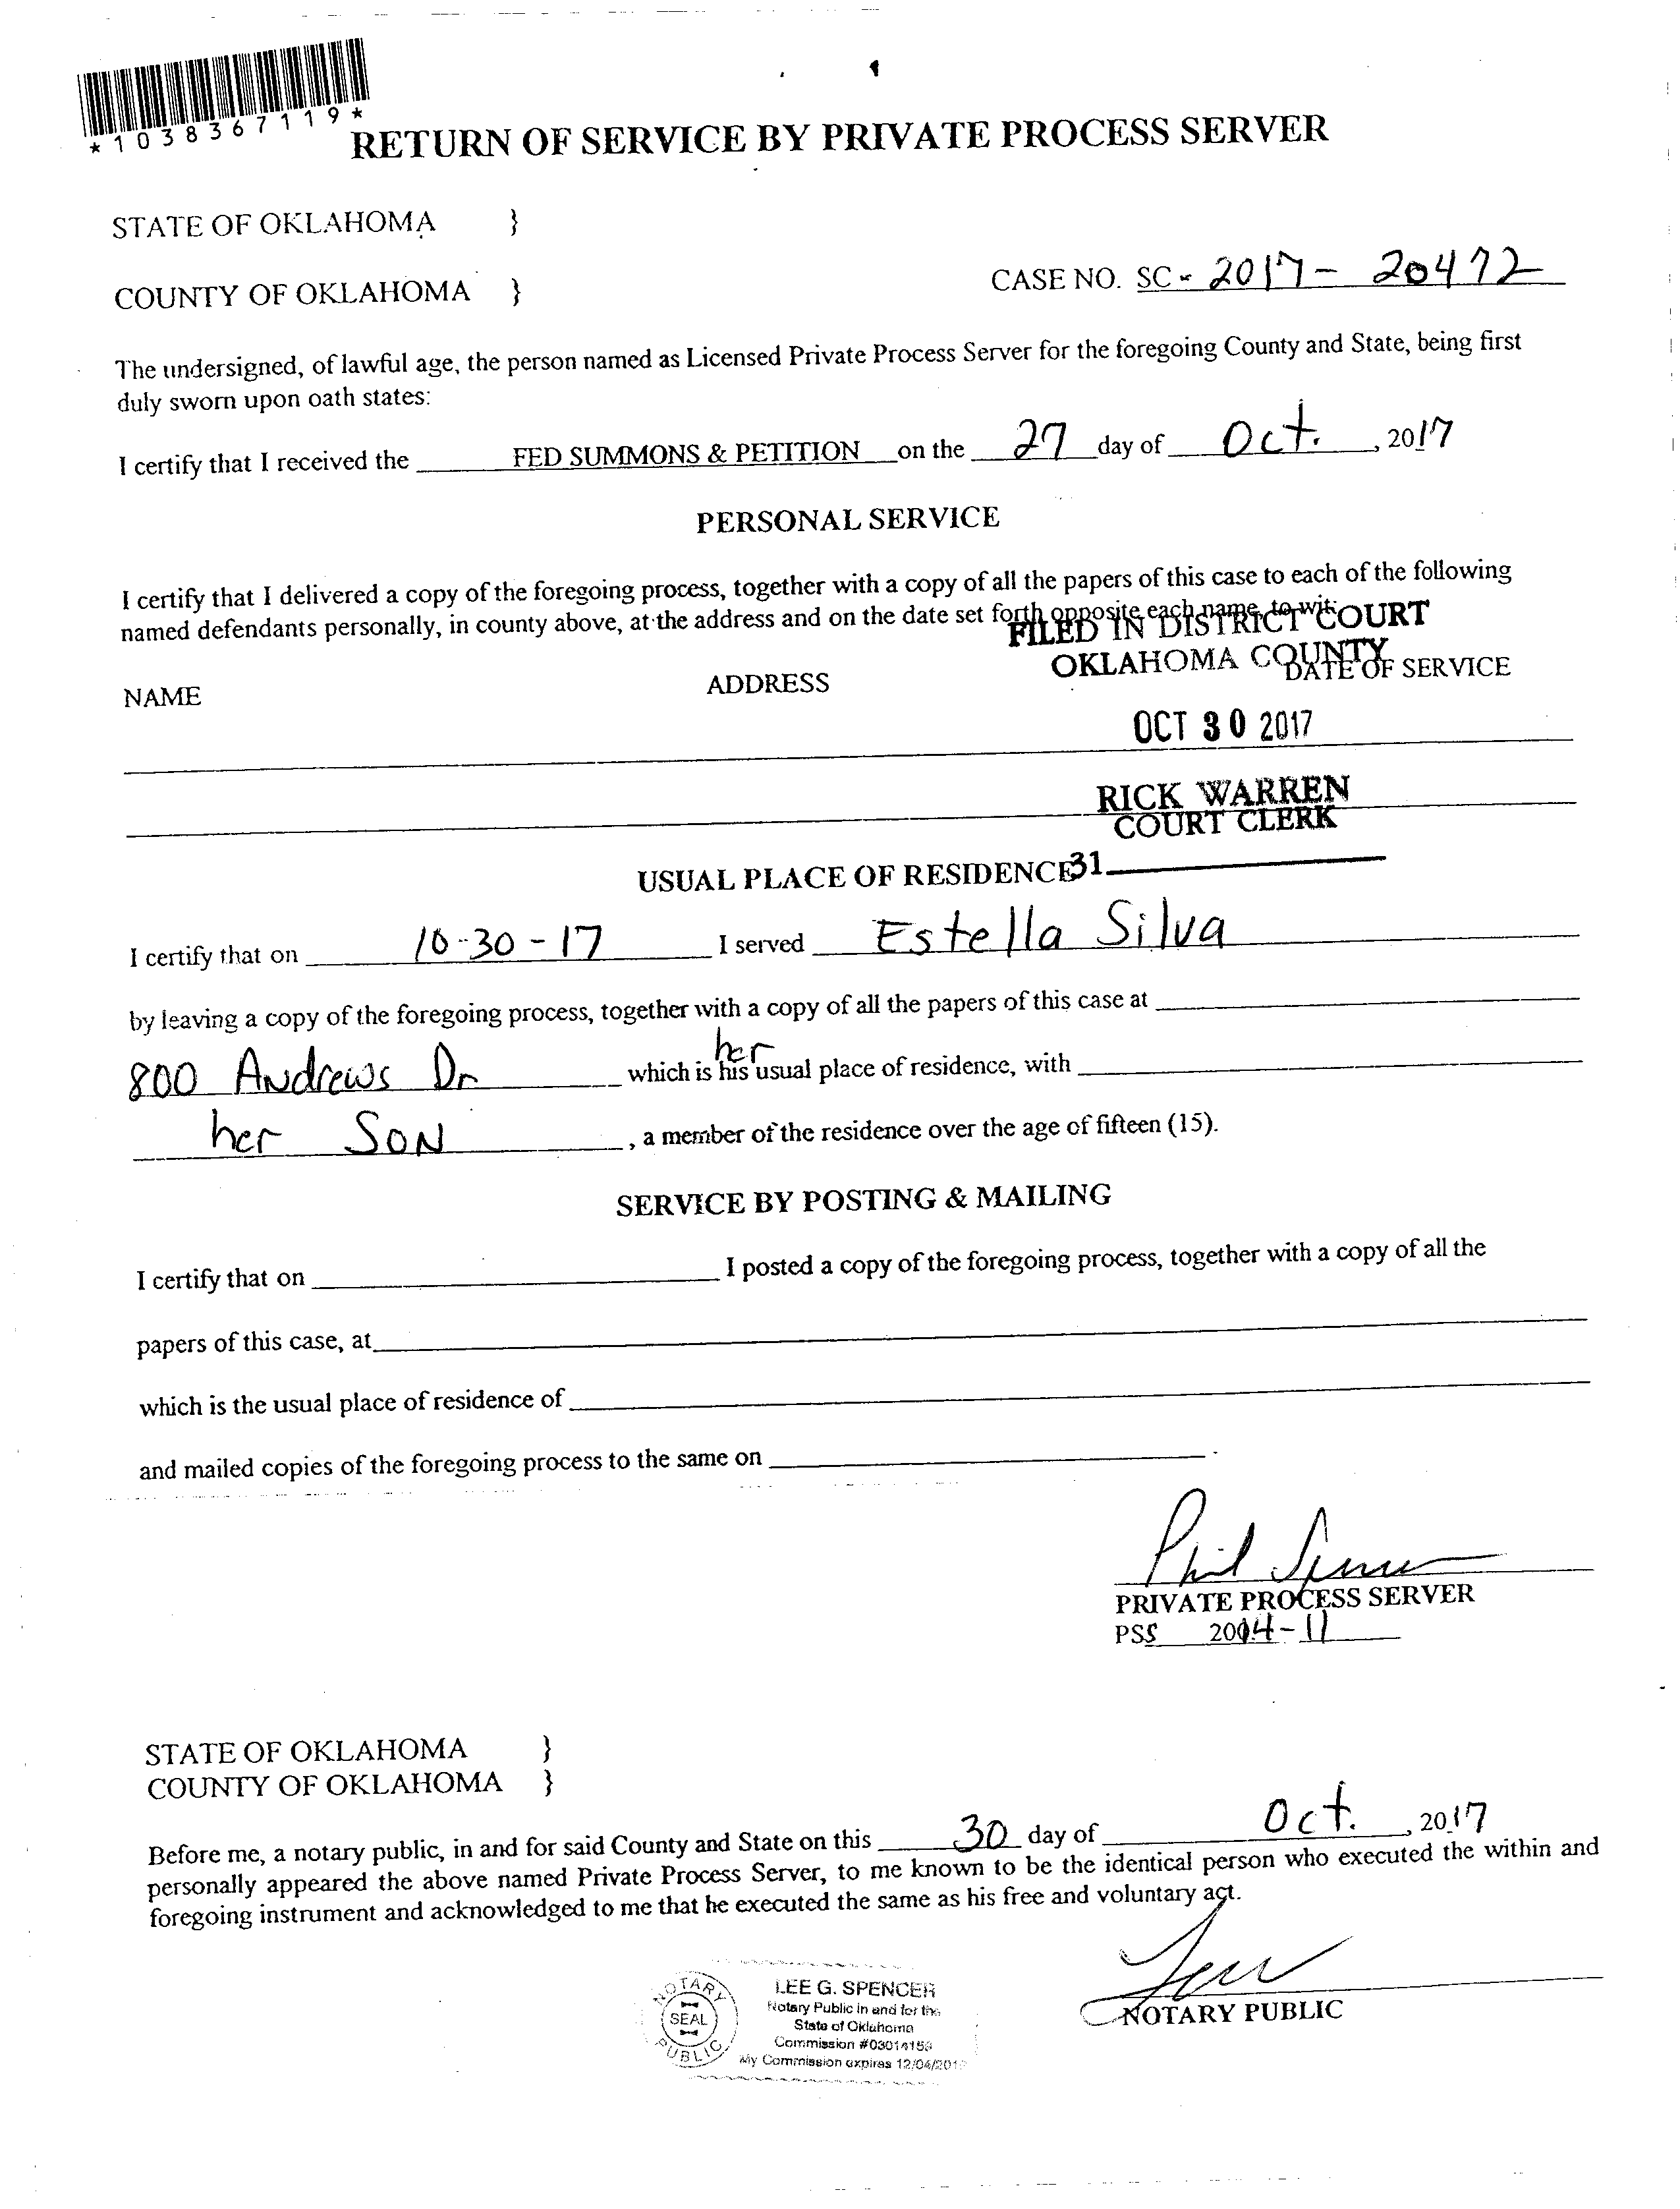 *1038367119*
RETURN OF SERVICE BY PRIVATE PROCESS SERVER
STATE OF OKLAHOMA }
COUNTY OF OKLAHOMA } CASE NO. SC - 2017 - 20472
The undersigned, of lawful age, the person named as Licensed Private Process Server for the foregoing County and State, being first
duly sworn upon oath states:
I certify that I received the FED SUMMONS & PETITION on the 27 day of Oct. , 2017
PERSONAL SERVICE
I certify that I delivered a copy of the foregoing process, together with a copy of all the papers of this case to each of the following
named defendants personally, in county above, at the address and on the date set forth opposite each name, to wit:
FILED IN DISTRICT COURT
OKLAHOMA COUNTY
NAME ADDRESS DATE OF SERVICE
OCT 30 2017
RICK WARREN
COURT CLERK
31
USUAL PLACE OF RESIDENCE
I certify that on 10-30-17 I served Estella Silva
by leaving a copy of the foregoing process, together with a copy of all the papers of this case at
her
800 Andrews Dr which is his usual place of residence, with
her SON , a member of the residence over the age of fifteen (15).
SERVICE BY POSTING & MAILING
I certify that on I posted a copy of the foregoing process, together with a copy of all the
papers of this case, at
which is the usual place of residence of
and mailed copies of the foregoing process to the same on .
Phil
PRIVATE PROCESS SERVER
PSS 2004-11
STATE OF OKLAHOMA }
COUNTY OF OKLAHOMA }
Before me, a notary public, in and for said County and State on this 30 day of Oct. , 2017
personally appeared the above named Private Process Server, to me known to be the identical person who executed the within and
foregoing instrument and acknowledged to me that he executed the same as his free and voluntary act.
NOTARY PUBLIC
NOTARY
SEAL
PUBLIC
LEE G. SPENCER
Notary Public in and for the
State of Oklahoma
Commission
My Commission expires